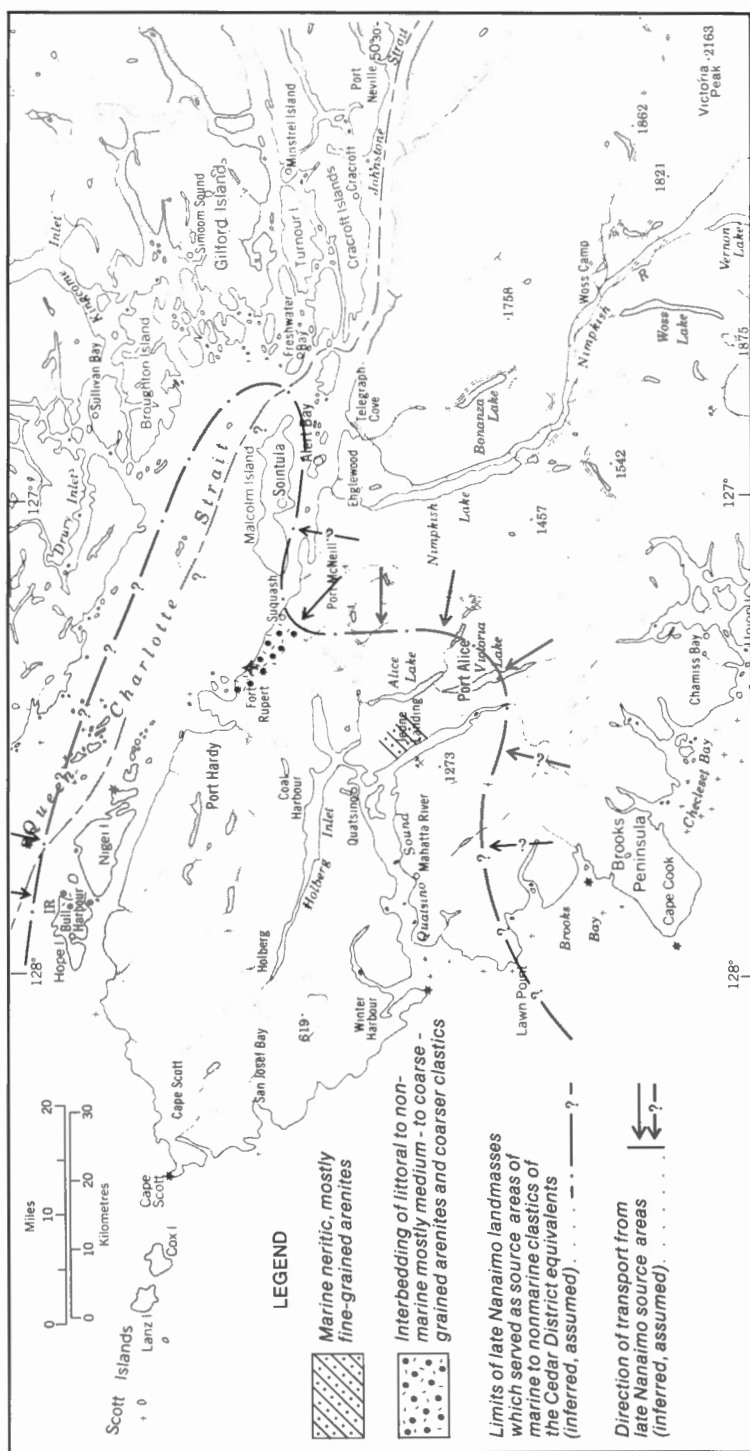 Miles
0
10
20
0
10
20
30
Kilometres
Scott Islands
Lanz I
Cox I
Cape
Scott
Cape Scott
San Josef Bay
Holberg
619
Winter
Harbour
128°
Hope I
IR
Bull
Harbour
Nigei I
Queen
Charlotte
Strait
Port Hardy
Coal
Harbour
Holberg
Inlet
Quatsino
Quatsino
Sound
Mahatta River
Fort
Rupert
Suquash
Port McNeill
Malcolm Island
Sointula
Alert Bay
Jeune
Landing
Alice
Lake
Port Alice
Victoria
Lake
1273
Lawn Point
Brooks
Bay
Brooks
Peninsula
Cape Cook
Checleset Bay
Chamiss Bay
128°
127°
Drury Inlet
Sullivan Bay
Kingcome
Inlet
Broughton Island
Simoom Sound
Gilford Island
Freshwater
Bay
Turnour I
Minstrel Island
Cracroft Islands
Cracroft
Port
Neville
50°30'
Johnstone
Strait
Telegraph
Cove
Englewood
Nimpkish
Lake
Bonanza
Lake
1758
1457
1542
127°
Nimpkish
R
Woss Camp
Woss
Lake
1875
Vernon
Lake
1821
1862
Victoria
Peak
2163
LEGEND
Marine neritic, mostly
fine-grained arenites
Interbedding of littoral to non-
marine mostly medium - to coarse -
grained arenites and coarser clastics
Limits of late Nanaimo landmasses
which served as source areas of
marine to nonmarine clastics of
the Cedar District equivalents
(inferred, assumed). . . . — · — — ? —
Direction of transport from
late Nanaimo source areas
(inferred, assumed) . . . . . . . . ?